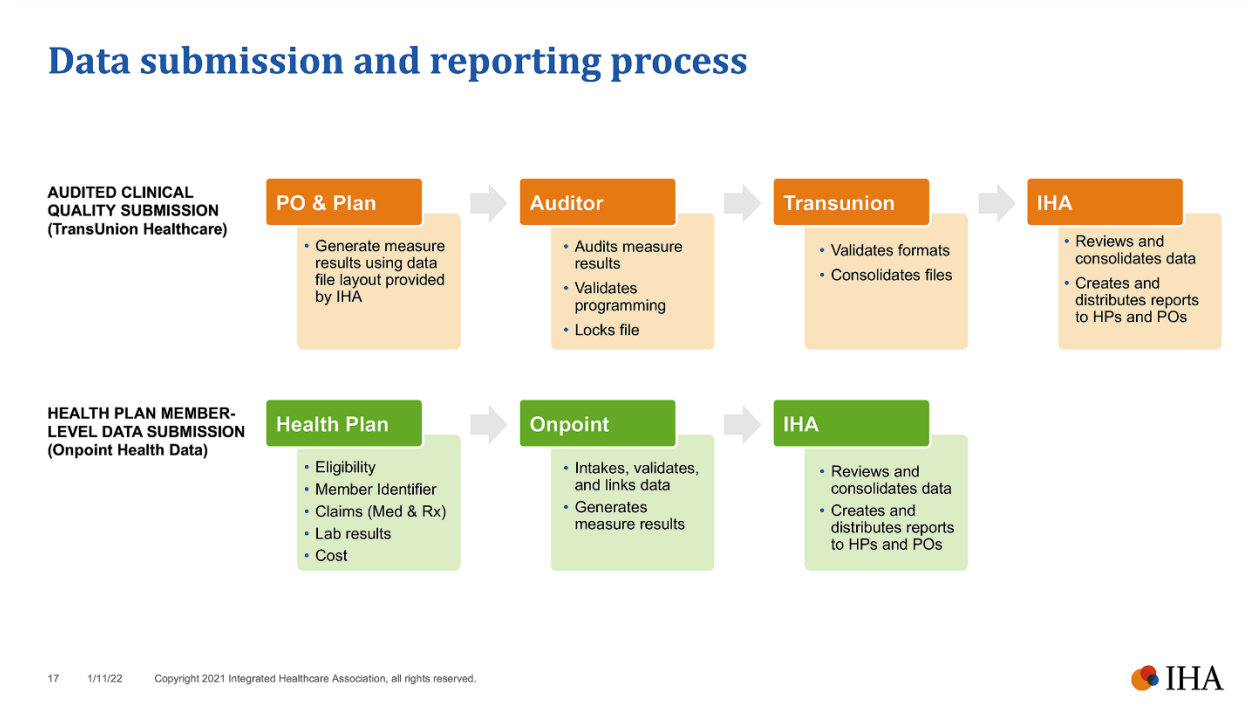 Data submission and reporting process
AUDITED CLINICAL
QUALITY SUBMISSION
(TransUnion Healthcare)
PO & Plan
• Generate measure
results using data
file layout provided
by IHA
Auditor
• Audits measure
results
• Validates
programming
• Locks file
Transunion
• Validates formats
• Consolidates files
IHA
• Reviews and
consolidates data
• Creates and
distributes reports
to HPs and POs
HEALTH PLAN MEMBER-
LEVEL DATA SUBMISSION
(Onpoint Health Data)
Health Plan
• Eligibility
• Member Identifier
• Claims (Med & Rx)
• Lab results
• Cost
Onpoint
• Intakes, validates,
and links data
• Generates
measure results
IHA
• Reviews and
consolidates data
• Creates and
distributes reports
to HPs and POs
17 1/11/22 Copyright 2021 Integrated Healthcare Association, all rights reserved.
IHA